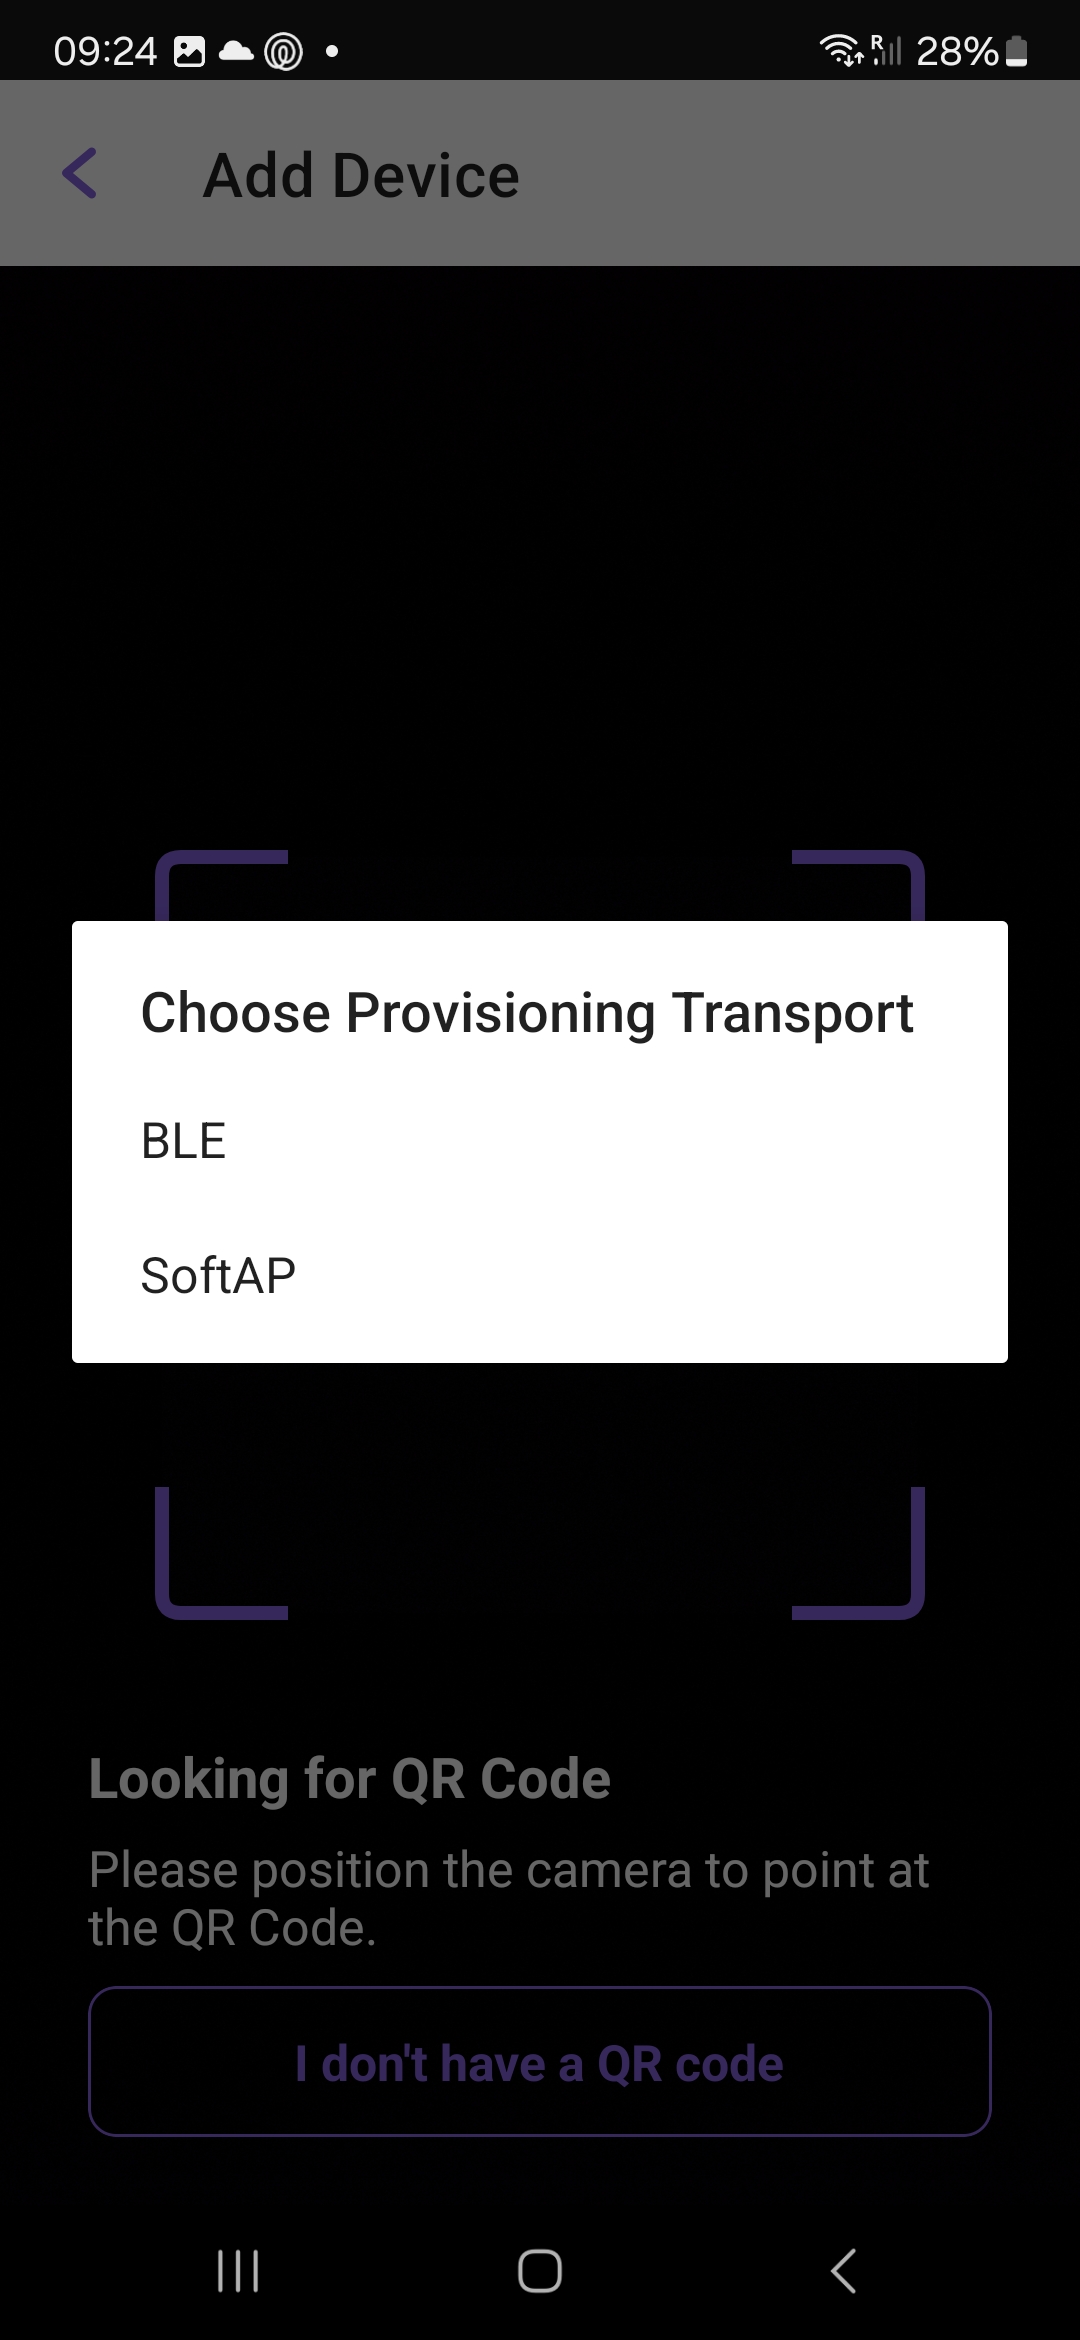 09:24
R 28%
Add Device
Choose Provisioning Transport
BLE
SoftAP
Looking for QR Code
Please position the camera to point at
the QR Code.
I don't have a QR code